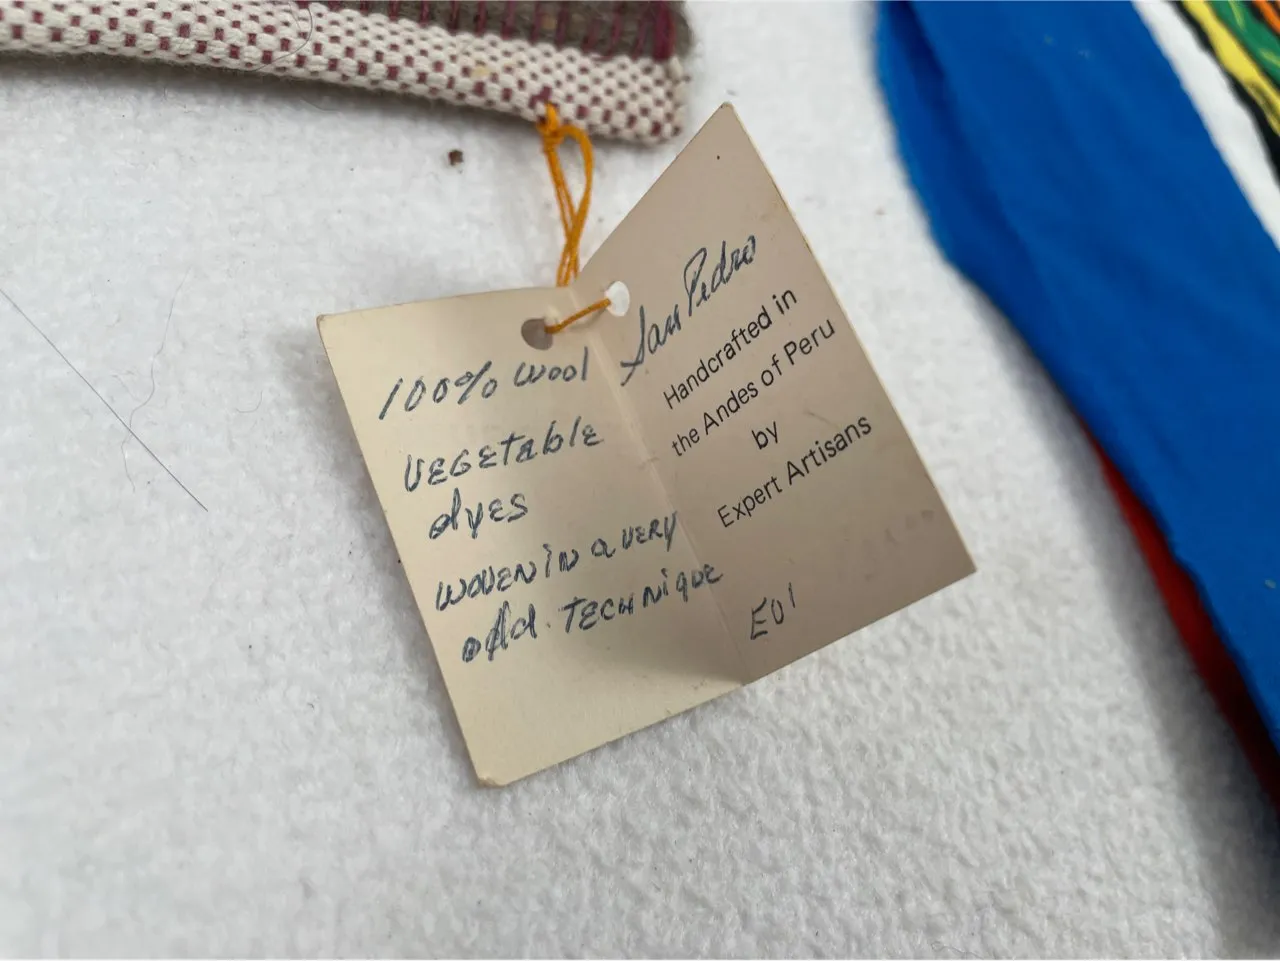 100% Wool
VEGETABLE
dyes
WOVEN in a VERY
old. TECHNIQUE
San Pedro
Handcrafted in
the Andes of Peru
by
Expert Artisans
E01